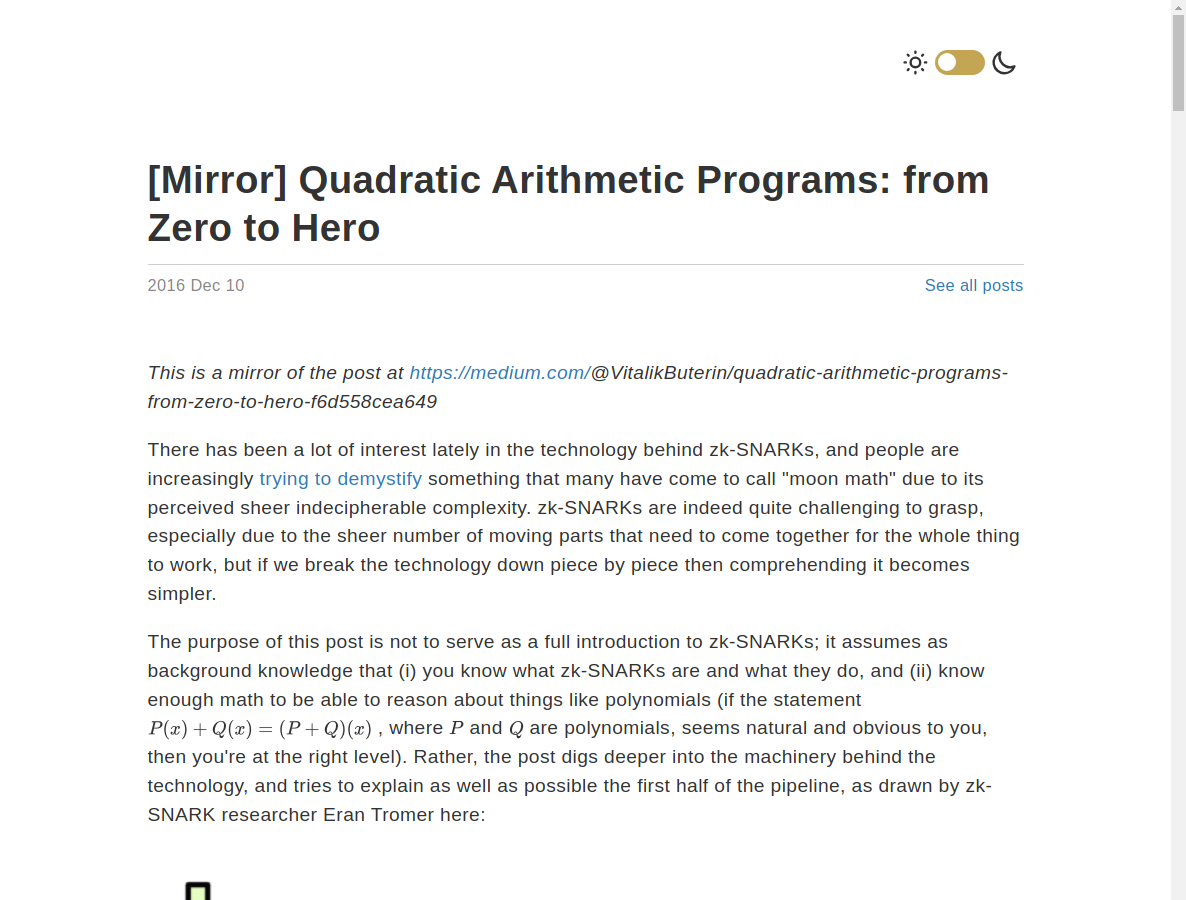 [Mirror] Quadratic Arithmetic Programs: from
Zero to Hero
2016 Dec 10
See all posts
This is a mirror of the post at https://medium.com/@VitalikButerin/quadratic-arithmetic-programs-
from-zero-to-hero-f6d558cea649
There has been a lot of interest lately in the technology behind zk-SNARKs, and people are
increasingly trying to demystify something that many have come to call "moon math" due to its
perceived sheer indecipherable complexity. zk-SNARKs are indeed quite challenging to grasp,
especially due to the sheer number of moving parts that need to come together for the whole thing
to work, but if we break the technology down piece by piece then comprehending it becomes
simpler.
The purpose of this post is not to serve as a full introduction to zk-SNARKs; it assumes as
background knowledge that (i) you know what zk-SNARKs are and what they do, and (ii) know
enough math to be able to reason about things like polynomials (if the statement
P(x) + Q(x) = (P + Q)(x) , where P and Q are polynomials, seems natural and obvious to you,
then you're at the right level). Rather, the post digs deeper into the machinery behind the
technology, and tries to explain as well as possible the first half of the pipeline, as drawn by zk-
SNARK researcher Eran Tromer here: